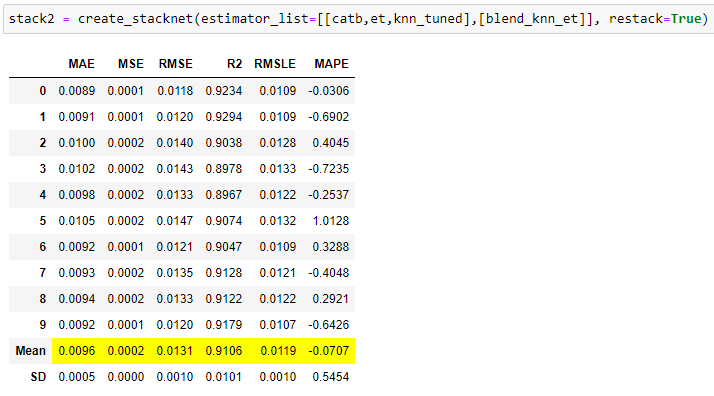 stack2 = create_stacknet(estimator_list=[[catb,et,knn_tuned],[blend_knn_et]], restack=True)
MAE MSE RMSE R2 RMSLE MAPE
0 0.0089 0.0001 0.0118 0.9234 0.0109 -0.0306
1 0.0091 0.0001 0.0120 0.9294 0.0109 -0.6902
2 0.0100 0.0002 0.0140 0.9038 0.0128 0.4045
3 0.0102 0.0002 0.0143 0.8978 0.0133 -0.7235
4 0.0098 0.0002 0.0133 0.8967 0.0122 -0.2537
5 0.0105 0.0002 0.0147 0.9074 0.0132 1.0128
6 0.0092 0.0001 0.0121 0.9047 0.0109 0.3288
7 0.0093 0.0002 0.0135 0.9128 0.0121 -0.4048
8 0.0094 0.0002 0.0133 0.9122 0.0122 0.2921
9 0.0092 0.0001 0.0120 0.9179 0.0107 -0.6426
Mean 0.0096 0.0002 0.0131 0.9106 0.0119 -0.0707
SD 0.0005 0.0000 0.0010 0.0101 0.0010 0.5454